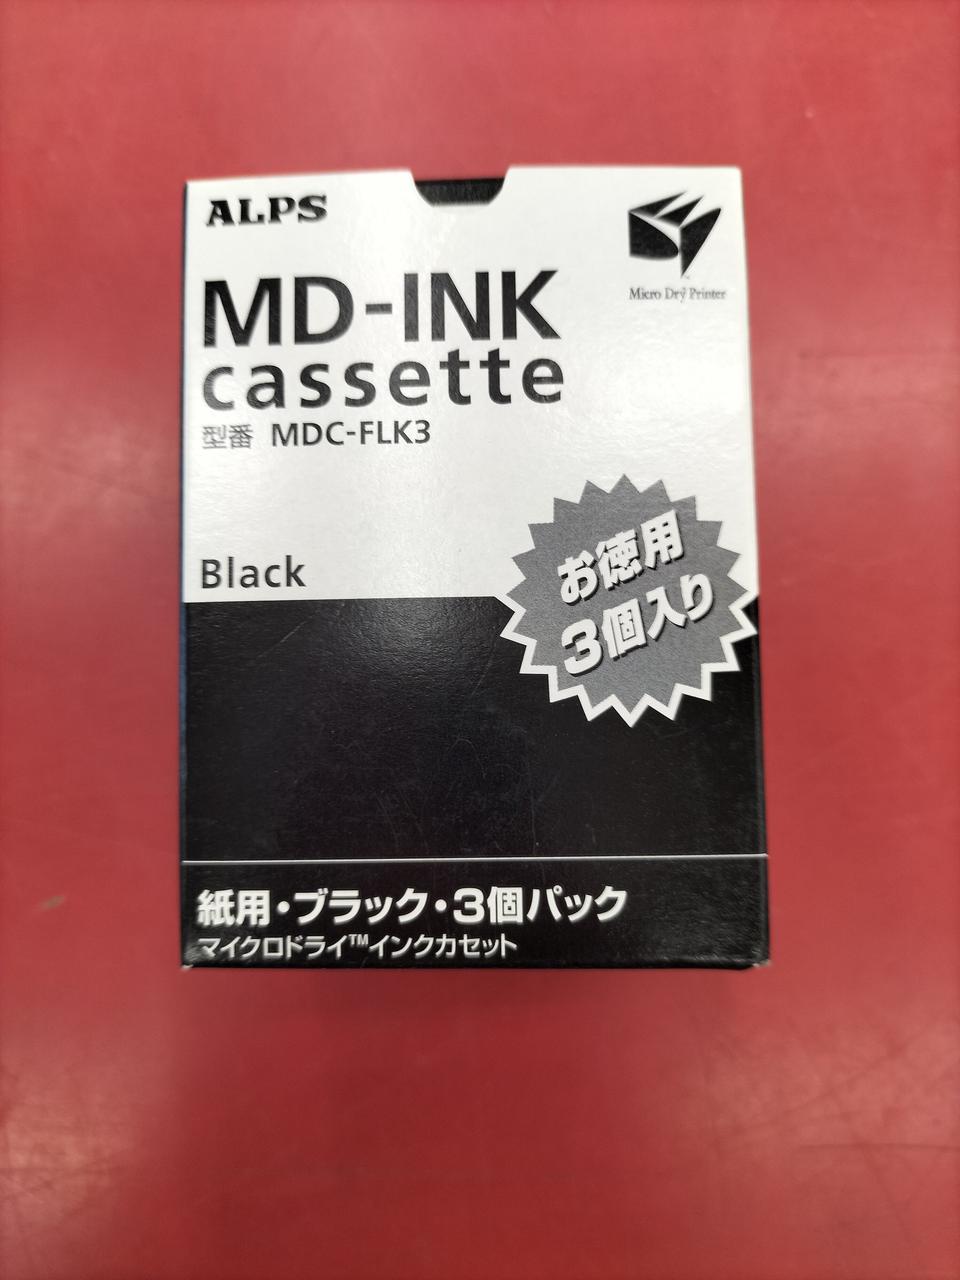 ALPS
Micro Dry Printer
MD-INK
cassette
型番 MDC-FLK3
Black
お徳用
3個入り
紙用・ブラック・3個パック
マイクロドライ™インクカセット